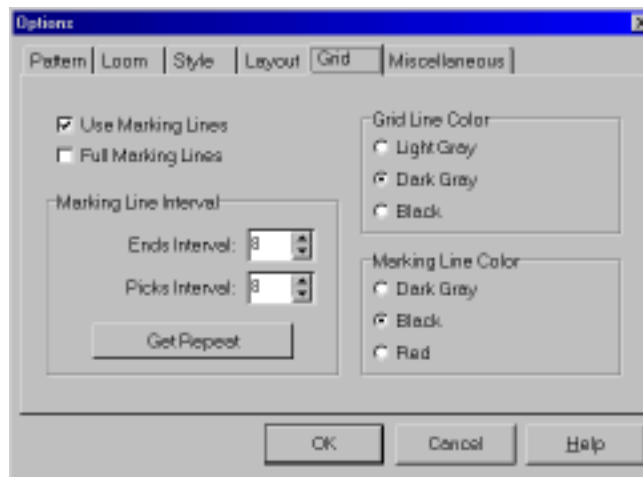 Options
Pattern Loom Style Layout Grid Miscellaneous
Use Marking Lines
Full Marking Lines
Marking Line Interval
Ends Interval: 8
Picks Interval: 8
Get Repeat
Grid Line Color
Light Gray
Dark Gray
Black
Marking Line Color
Dark Gray
Black
Red
OK Cancel Help